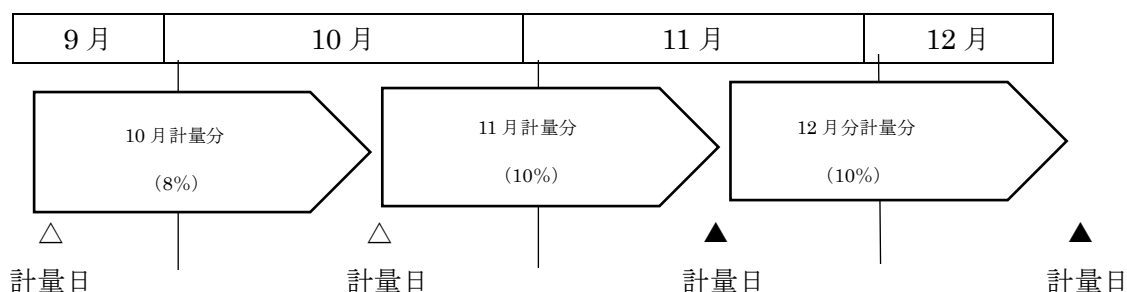 9月 10月 11月 12月
10月計量分 11月計量分 12月分計量分
(8%) (10%) (10%)
△ △ ▲ ▲
計量日 計量日 計量日 計量日